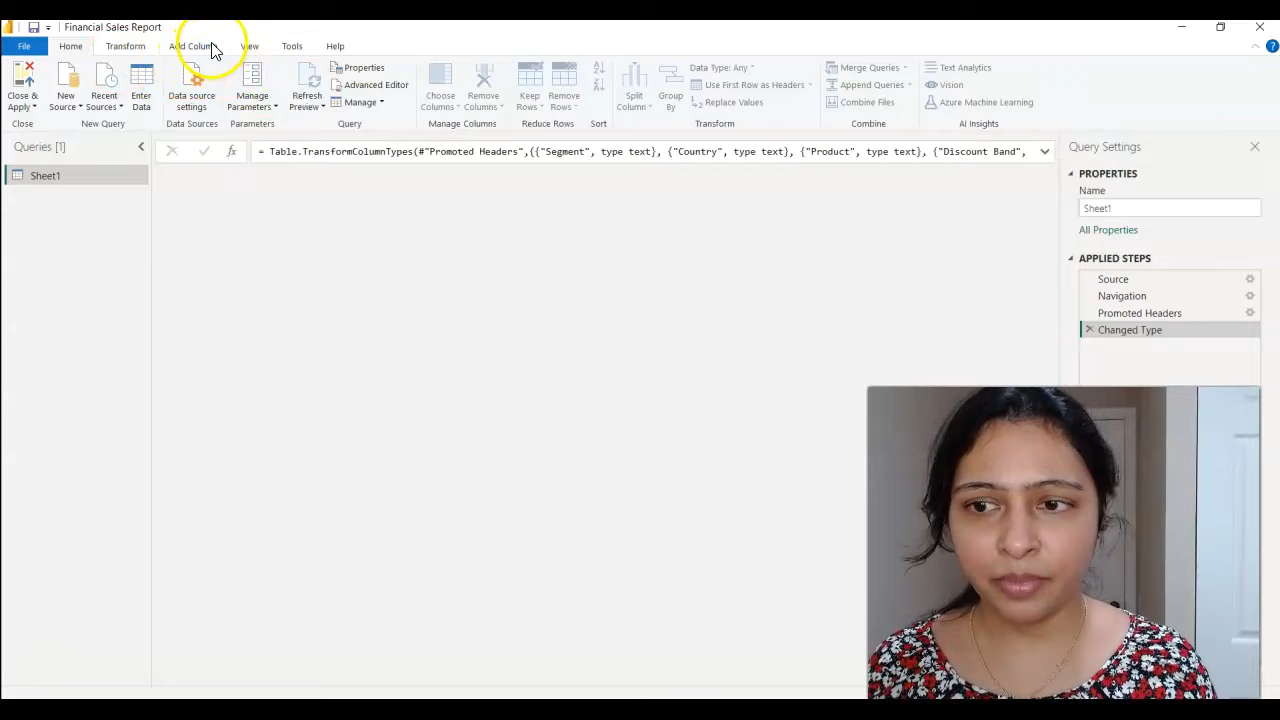 Financial Sales Report
File Home Transform Add Column View Tools Help
Close & Apply
New Source
Recent Sources
Enter Data
Data source settings
Manage Parameters
Refresh Preview
Properties
Advanced Editor
Manage
Choose Columns
Remove Columns
Keep Rows
Remove Rows
Split Column
Group By
Data Type: Any
Use First Row as Headers
Replace Values
Merge Queries
Append Queries
Combine Files
Text Analytics
Vision
Azure Machine Learning
Close New Query Data Sources Parameters Query Manage Columns Reduce Rows Sort Transform Combine AI Insights
Queries [1]
fx = Table.TransformColumnTypes(#"Promoted Headers",{{"Segment", type text}, {"Country", type text}, {"Product", type text}, {"Discount Band",
Sheet1
Query Settings
PROPERTIES
Name
Sheet1
All Properties
APPLIED STEPS
Source
Navigation
Promoted Headers
Changed Type